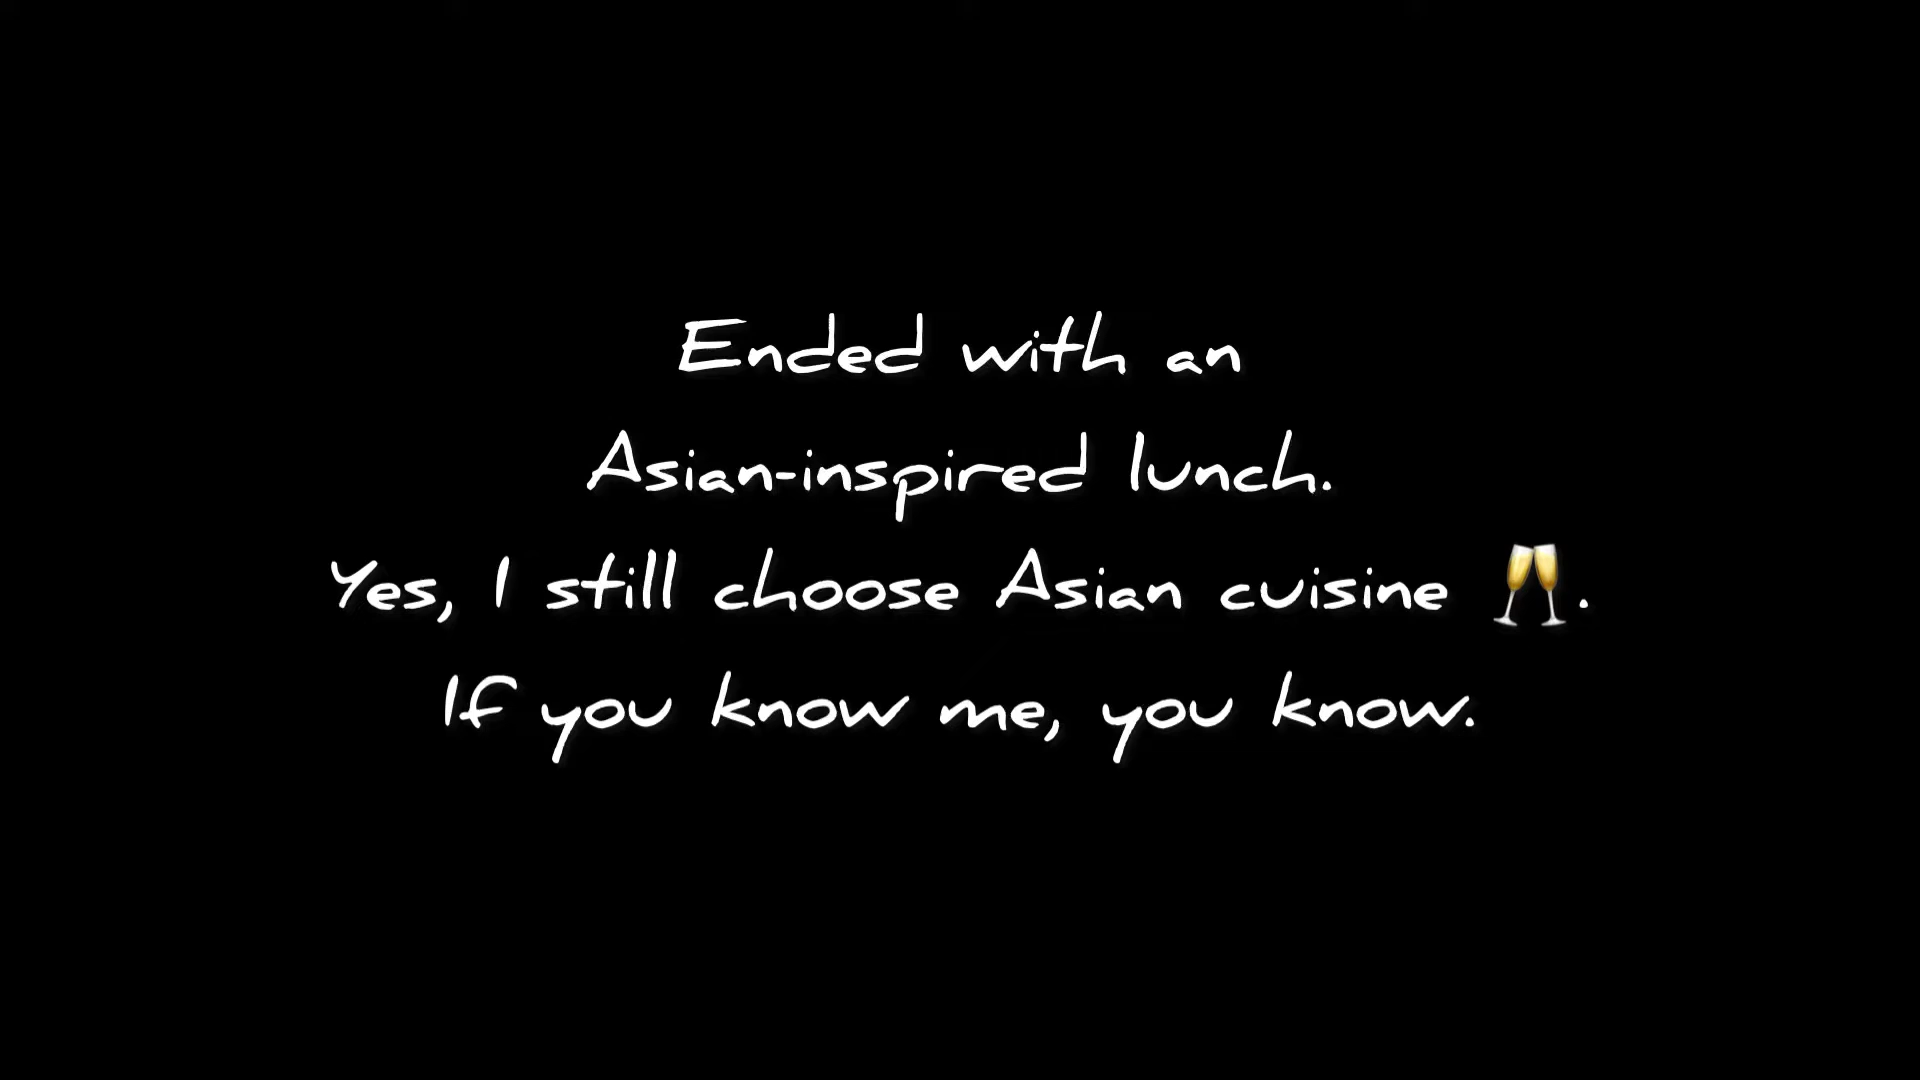 Ended with an
Asian-inspired lunch.
Yes, I still choose Asian cuisine 🥂.
If you know me, you know.